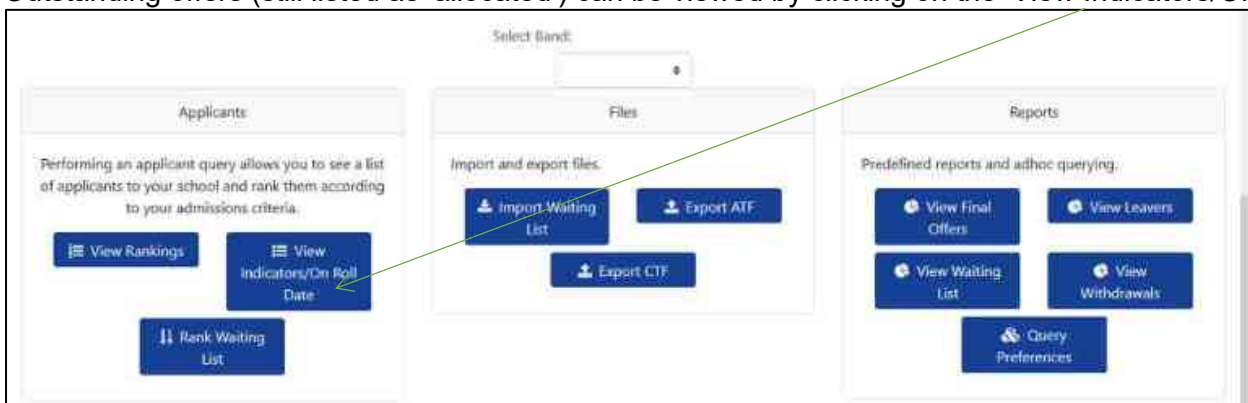 Outstanding offers (still listed as 'allocated') can be viewed by clicking on the 'View Indicators/
Select Band:
Applicants
Performing an applicant query allows you to see a list
of applicants to your school and rank them according
to your admissions criteria.
View Rankings
View
Indicators/On Roll
Date
Rank Waiting
List
Files
Import and export files.
Import Waiting
List
Export ATF
Export CTF
Reports
Predefined reports and adhoc querying.
View Final
Offers
View Leavers
View Waiting
List
View
Withdrawals
Query
Preferences